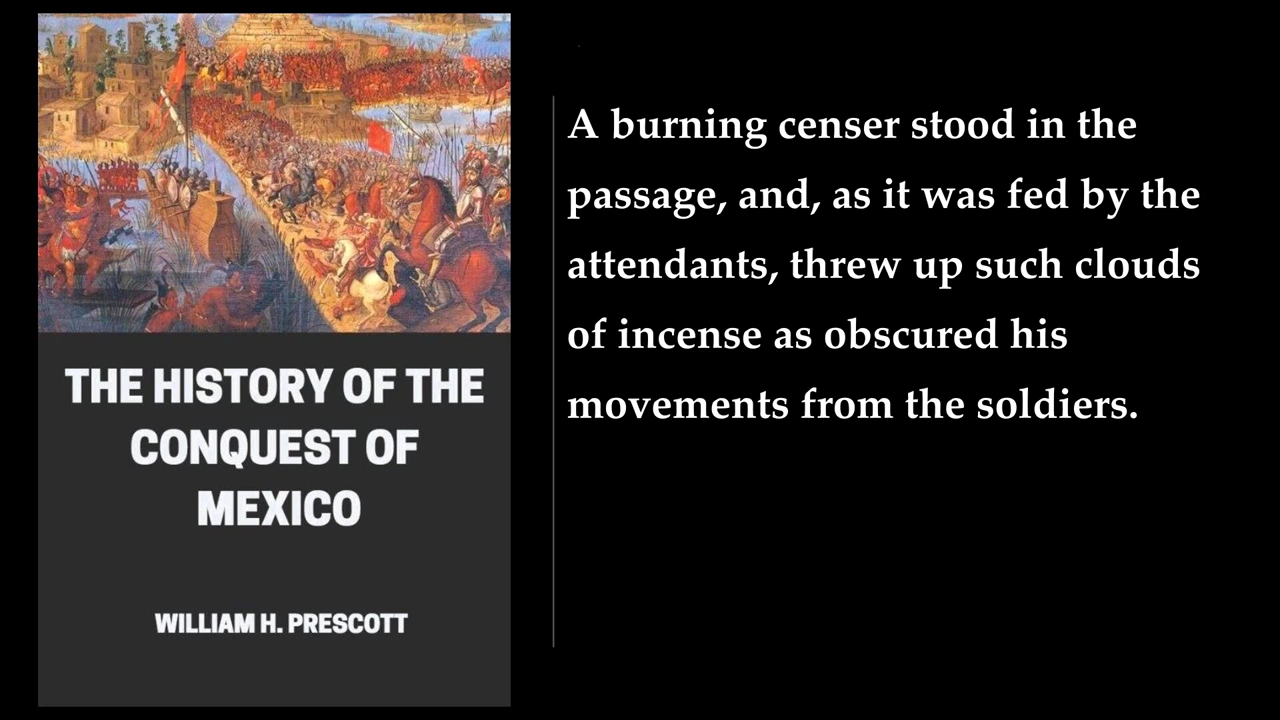 THE HISTORY OF THE
CONQUEST OF
MEXICO
WILLIAM H. PRESCOTT
A burning censer stood in the
passage, and, as it was fed by the
attendants, threw up such clouds
of incense as obscured his
movements from the soldiers.